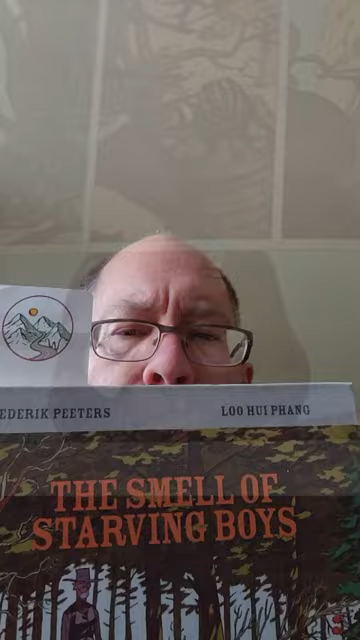 EDERIK PEETERS
LOO HUI PHANG
THE SMELL OF
STARVING BOYS